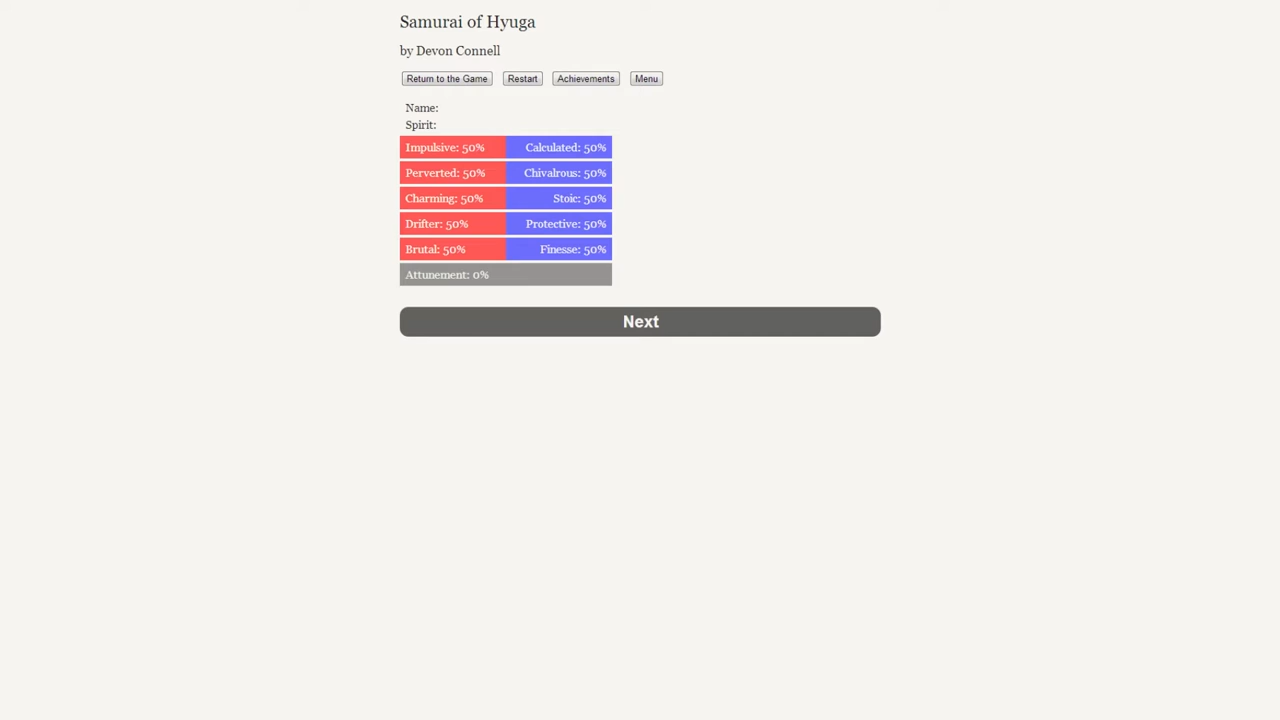 Samurai of Hyuga
by Devon Connell
Return to the Game Restart Achievements Menu
Name:
Spirit:
Impulsive: 50% Calculated: 50%
Perverted: 50% Chivalrous: 50%
Charming: 50% Stoic: 50%
Drifter: 50% Protective: 50%
Brutal: 50% Finesse: 50%
Attunement: 0%
Next